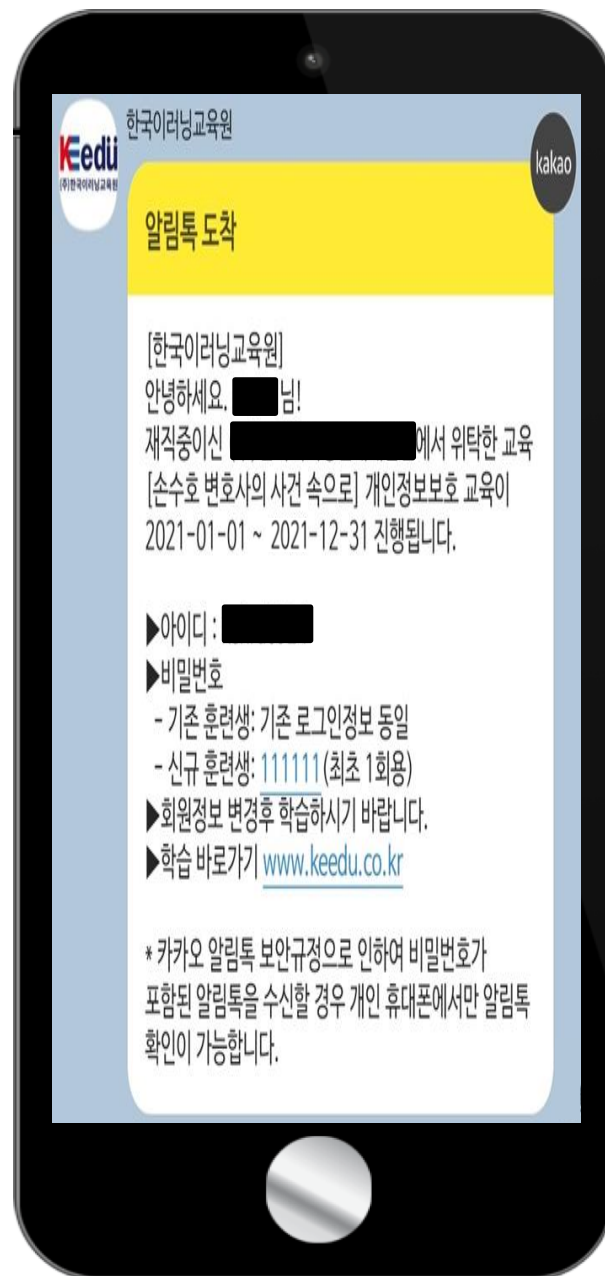 한국이러닝교육원
KEedu
(주)한국이러닝교육원
kakao
알림톡 도착
[한국이러닝교육원]
안녕하세요. 님!
재직중이신 에서 위탁한 교육
[손수호 변호사의 사건 속으로] 개인정보보호 교육이
2021-01-01 ~ 2021-12-31 진행됩니다.
▶아이디 :
▶비밀번호
- 기존 훈련생: 기존 로그인정보 동일
- 신규 훈련생: 111111(최초 1회용)
▶회원정보 변경후 학습하시기 바랍니다.
▶학습 바로가기 www.keedu.co.kr
* 카카오 알림톡 보안규정으로 인하여 비밀번호가
포함된 알림톡을 수신할 경우 개인 휴대폰에서만 알림톡
확인이 가능합니다.